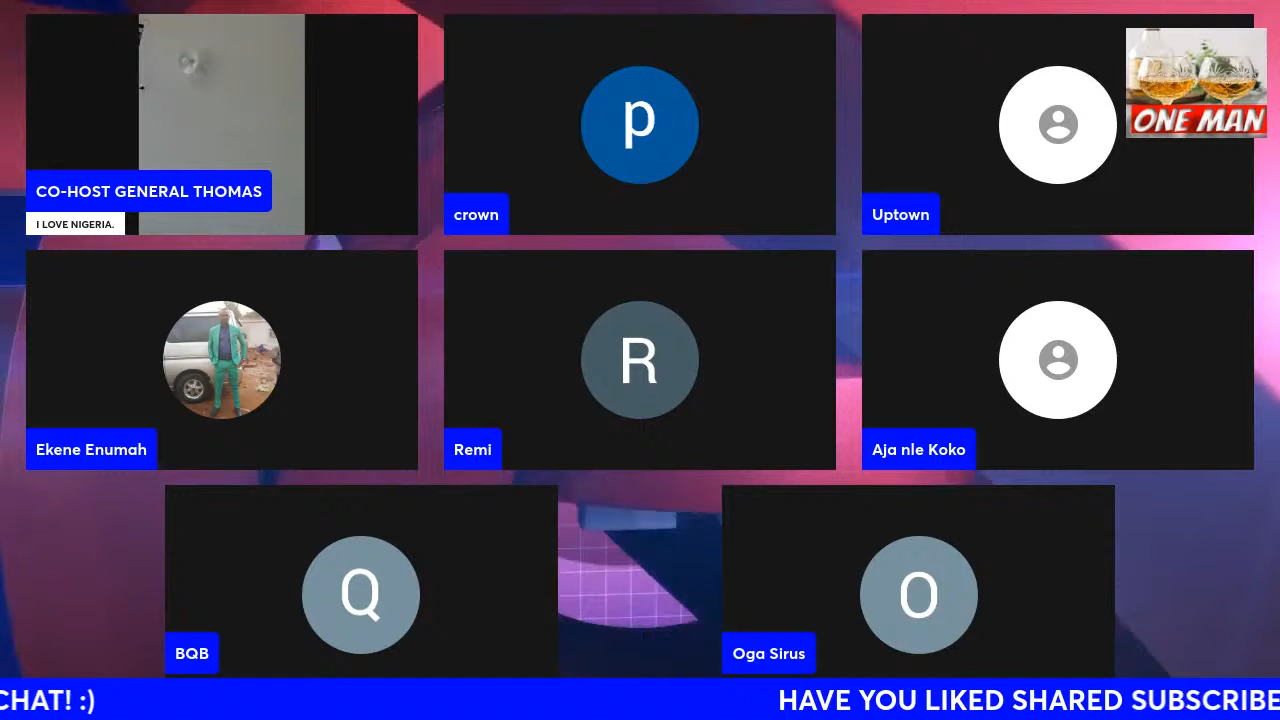 ONE MAN
CO-HOST GENERAL THOMAS
I LOVE NIGERIA.
p
crown
Uptown
Ekene Enumah
R
Remi
Aja nle Koko
Q
BQB
O
Oga Sirus
CHAT! :)
HAVE YOU LIKED SHARED SUBSCRIBE